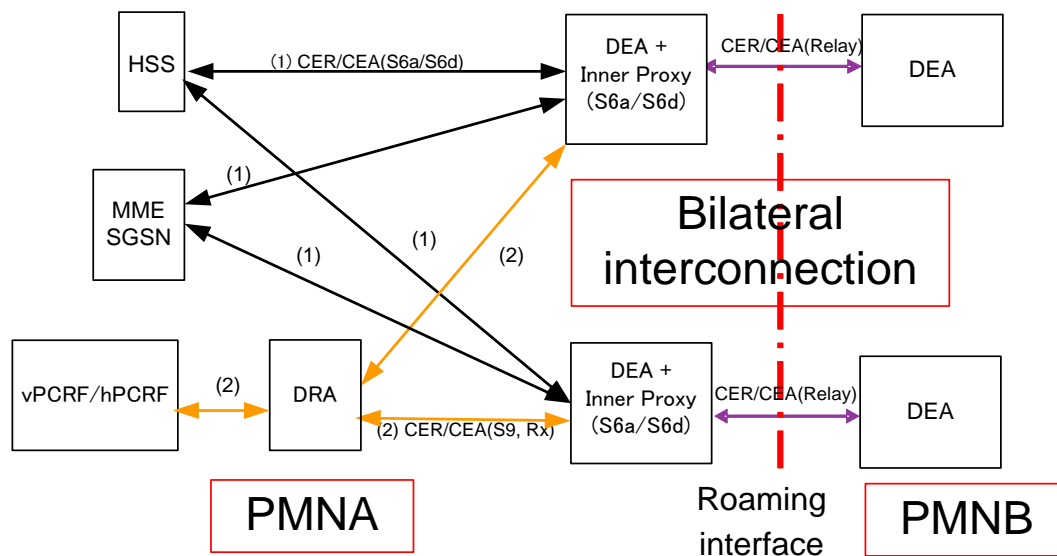 HSS
(1) CER/CEA(S6a/S6d)
DEA +
Inner Proxy
(S6a/S6d)
CER/CEA(Relay)
DEA
MME
SGSN
(1)
(1)
(1)
(2)
Bilateral
interconnection
vPCRF/hPCRF
(2)
DRA
(2) CER/CEA(S9, Rx)
DEA +
Inner Proxy
(S6a/S6d)
CER/CEA(Relay)
DEA
PMNA
Roaming
interface
PMNB